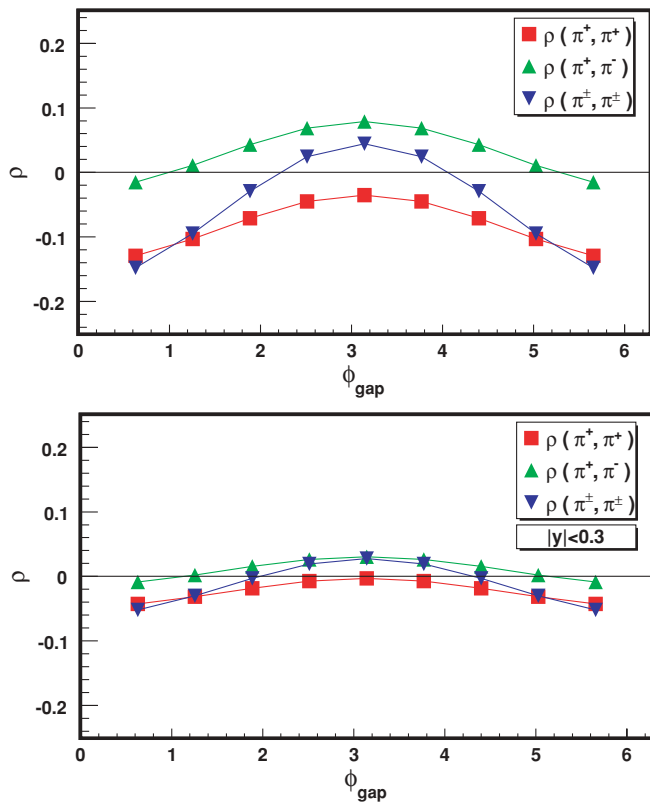 0.2
0.1
0
-0.1
-0.2
ρ
ρ ( π⁺, π⁺)
ρ ( π⁺, π⁻)
ρ ( π±, π±)
0 1 2 3 4 5 6
ϕgap
0.2
0.1
0
-0.1
-0.2
ρ
ρ ( π⁺, π⁺)
ρ ( π⁺, π⁻)
ρ ( π±, π±)
|y|<0.3
0 1 2 3 4 5 6
ϕgap